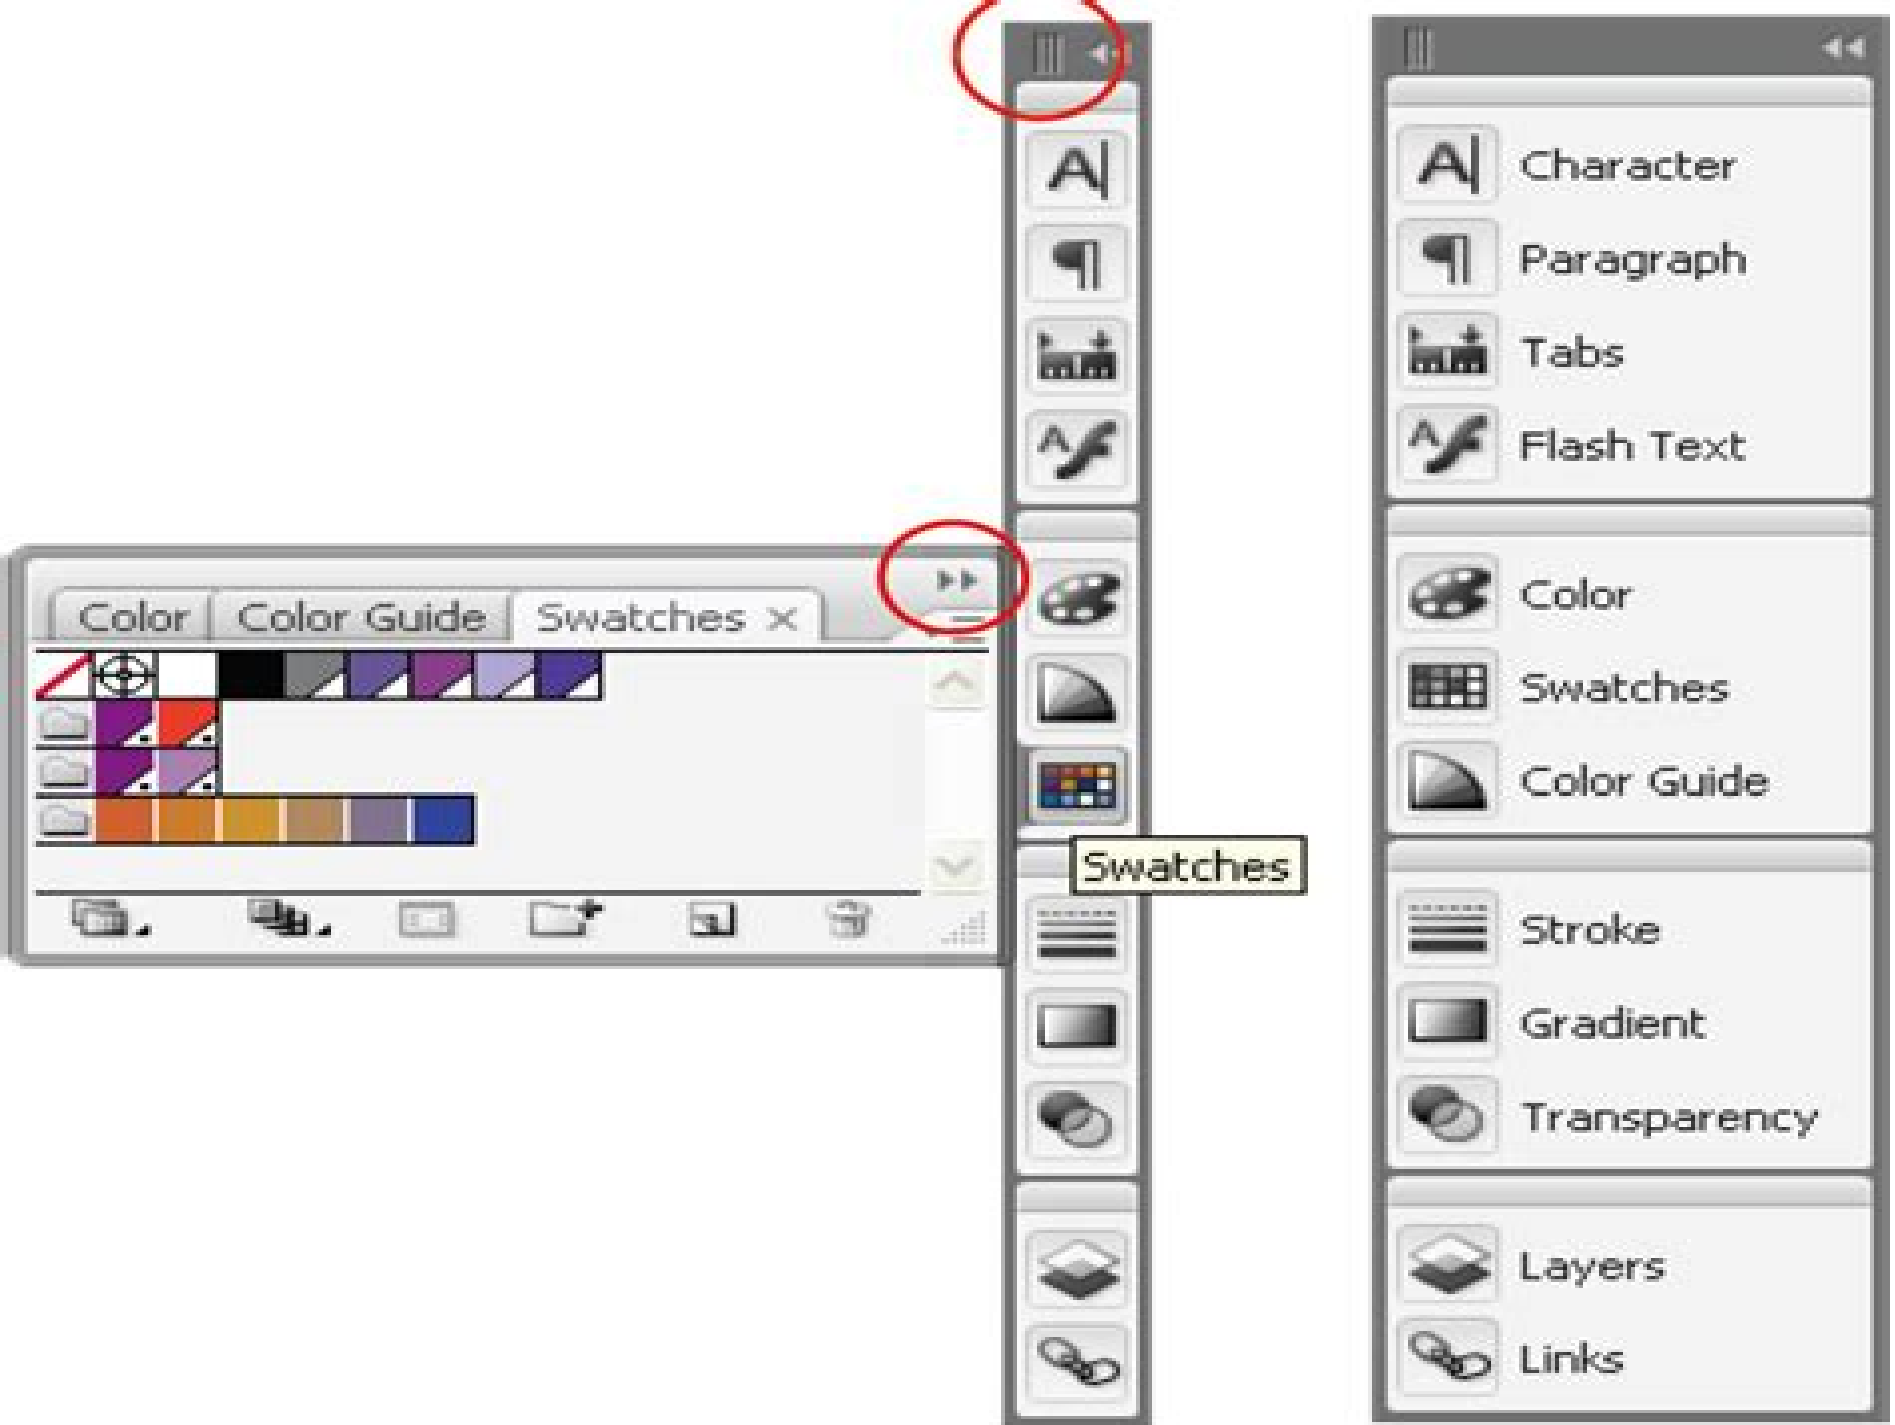 Color Color Guide Swatches ×
Swatches
Character
Paragraph
Tabs
Flash Text
Color
Swatches
Color Guide
Stroke
Gradient
Transparency
Layers
Links